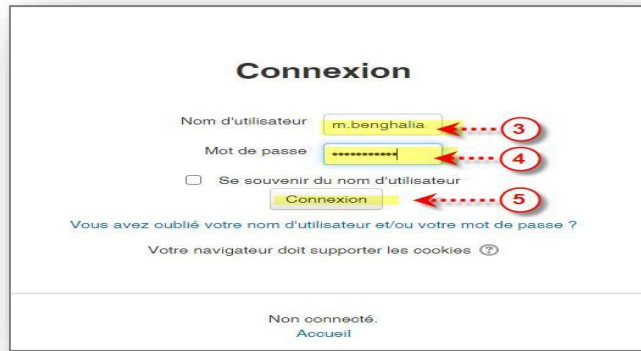 Connexion
Nom d'utilisateur m.benghalia 3
Mot de passe ••••••••••• 4
Se souvenir du nom d'utilisateur
Connexion 5
Vous avez oublié votre nom d'utilisateur et/ou votre mot de passe ?
Votre navigateur doit supporter les cookies ?
Non connecté.
Accueil